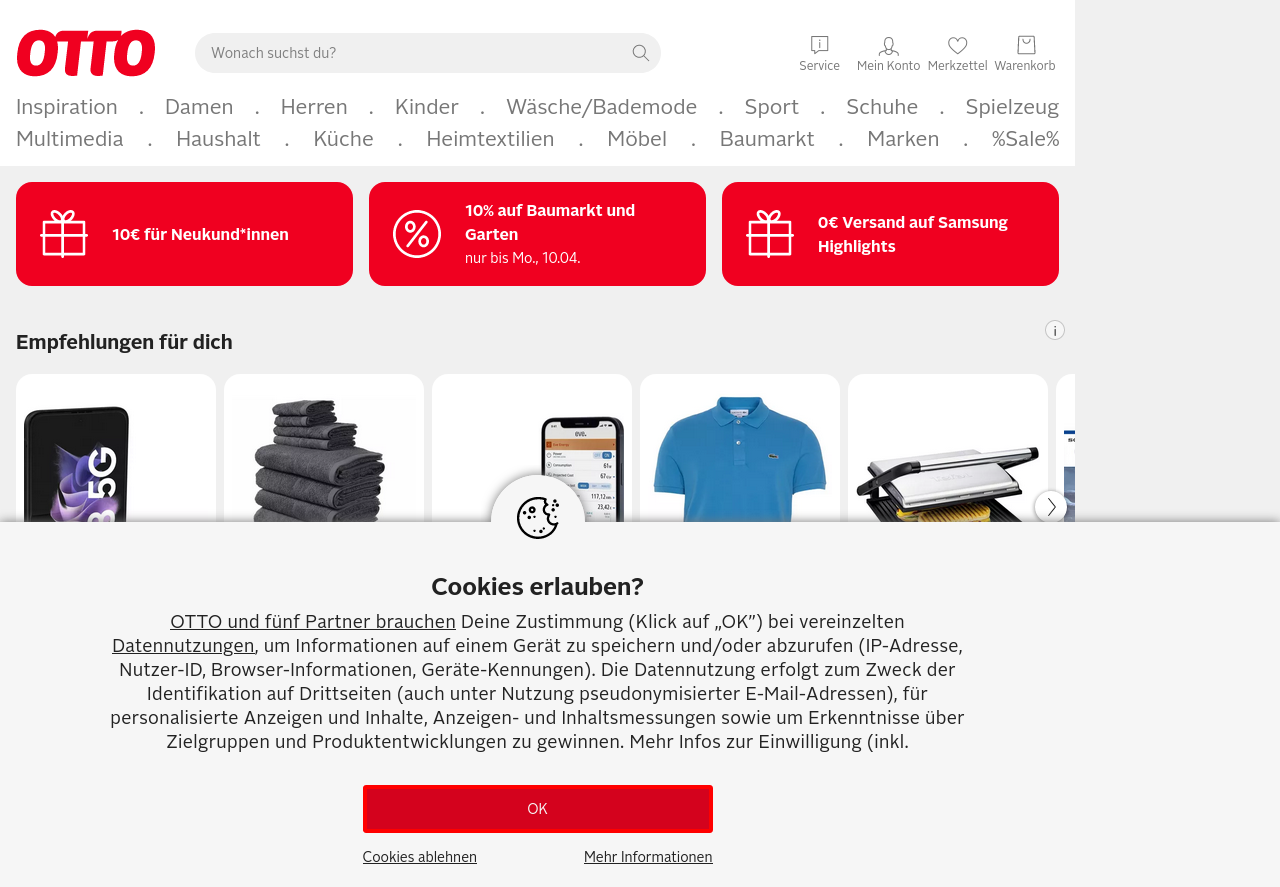 OTTO
Wonach suchst du?
Service
Mein Konto
Merkzettel
Warenkorb
Inspiration . Damen . Herren . Kinder . Wäsche/Bademode . Sport . Schuhe . Spielzeug
Multimedia . Haushalt . Küche . Heimtextilien . Möbel . Baumarkt . Marken . %Sale%
10€ für Neukund*innen
10% auf Baumarkt und
Garten
nur bis Mo., 10.04.
0€ Versand auf Samsung
Highlights
Empfehlungen für dich
i
5G
eve.
Cookies erlauben?
OTTO und fünf Partner brauchen Deine Zustimmung (Klick auf „OK”) bei vereinzelten
Datennutzungen, um Informationen auf einem Gerät zu speichern und/oder abzurufen (IP-Adresse,
Nutzer-ID, Browser-Informationen, Geräte-Kennungen). Die Datennutzung erfolgt zum Zweck der
Identifikation auf Drittseiten (auch unter Nutzung pseudonymisierter E-Mail-Adressen), für
personalisierte Anzeigen und Inhalte, Anzeigen- und Inhaltsmessungen sowie um Erkenntnisse über
Zielgruppen und Produktentwicklungen zu gewinnen. Mehr Infos zur Einwilligung (inkl.
OK
Cookies ablehnen
Mehr Informationen